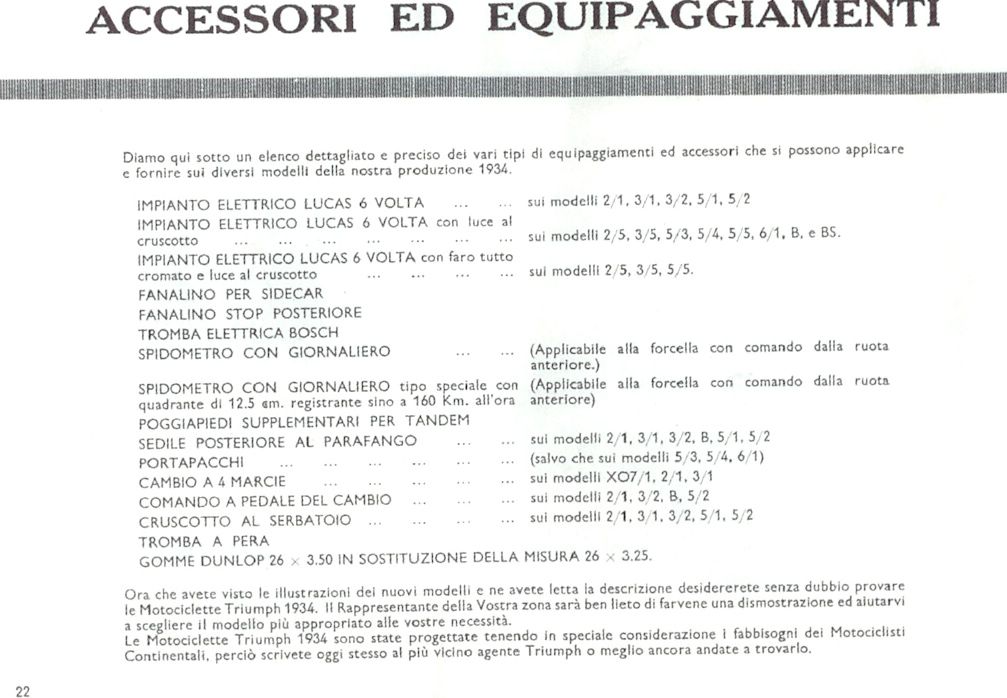 ACCESSORI ED EQUIPAGGIAMENTI
Diamo qui sotto un elenco dettagliato e preciso dei vari tipi di equipaggiamenti ed accessori che si possono applicare
e fornire sui diversi modelli della nostra produzione 1934.
IMPIANTO ELETTRICO LUCAS 6 VOLTA ... ... sui modelli 2/1, 3/1, 3/2, 5/1, 5/2
IMPIANTO ELETTRICO LUCAS 6 VOLTA con luce al
cruscotto ... ... ... ... ... ... ... sui modelli 2/5, 3/5, 5/3, 5/4, 5/5, 6/1, B, e BS.
IMPIANTO ELETTRICO LUCAS 6 VOLTA con faro tutto
cromato e luce al cruscotto ... ... ... ... sui modelli 2/5, 3/5, 5/5.
FANALINO PER SIDECAR
FANALINO STOP POSTERIORE
TROMBA ELETTRICA BOSCH
SPIDOMETRO CON GIORNALIERO ... ... (Applicabile alla forcella con comando dalla ruota
anteriore.)
SPIDOMETRO CON GIORNALIERO tipo speciale con (Applicabile alla forcella con comando dalla ruota
quadrante di 12.5 cm. registrante sino a 160 Km. all'ora anteriore)
POGGIAPIEDI SUPPLEMENTARI PER TANDEM
SEDILE POSTERIORE AL PARAFANGO ... ... sui modelli 2/1, 3/1, 3/2, B, 5/1, 5/2
PORTAPACCHI ... ... ... ... ... ... (salvo che sui modelli 5/3, 5/4, 6/1)
CAMBIO A 4 MARCIE ... ... ... ... ... sui modelli XO7/1, 2/1, 3/1
COMANDO A PEDALE DEL CAMBIO ... ... ... sui modelli 2/1, 3/2, B, 5/2
CRUSCOTTO AL SERBATOIO ... ... ... ... sui modelli 2/1, 3/1, 3/2, 5/1, 5/2
TROMBA A PERA
GOMME DUNLOP 26 × 3.50 IN SOSTITUZIONE DELLA MISURA 26 × 3.25.
Ora che avete visto le illustrazioni dei nuovi modelli e ne avete letta la descrizione desidererete senza dubbio provare
le Motociclette Triumph 1934. Il Rappresentante della Vostra zona sarà ben lieto di farvene una dismostrazione ed aiutarvi
a scegliere il modello più appropriato alle vostre necessità.
Le Motociclette Triumph 1934 sono state progettate tenendo in speciale considerazione i fabbisogni dei Motociclisti
Continentali, perciò scrivete oggi stesso al più vicino agente Triumph o meglio ancora andate a trovarlo.
22